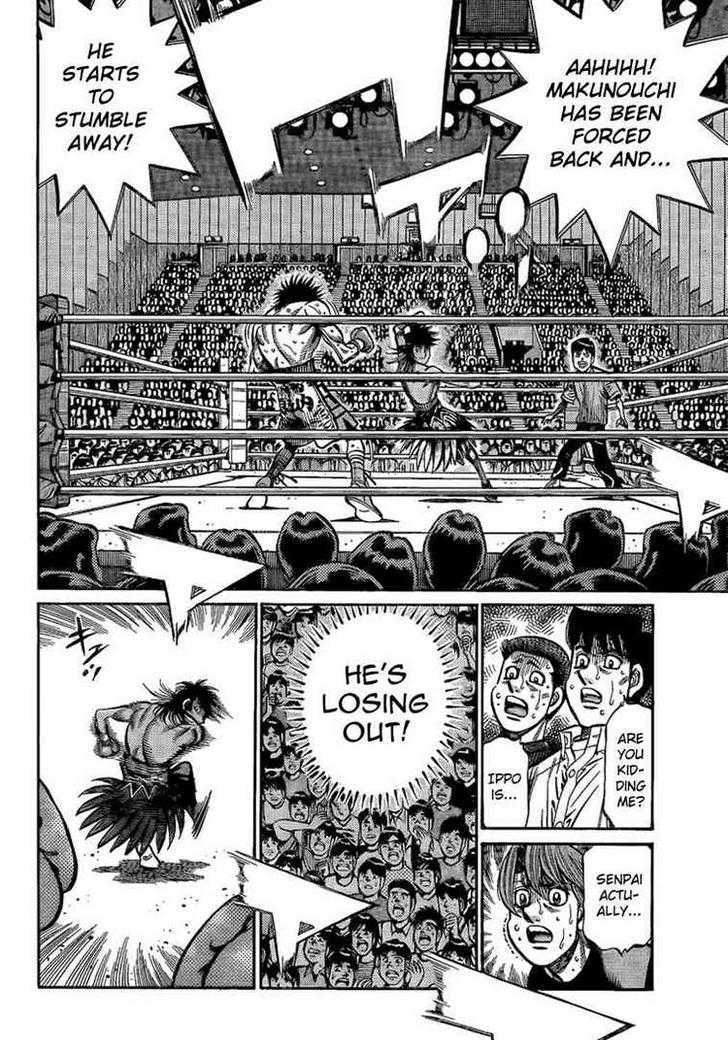 AAHHHH!
MAKUNOUCHI
HAS BEEN
FORCED
BACK AND...
HE
STARTS
TO
STUMBLE
AWAY!
ARE
YOU
KID-
DING
ME?
IPPO
IS...
SENPAI
ACTU-
ALLY...
HE'S
LOSING
OUT!